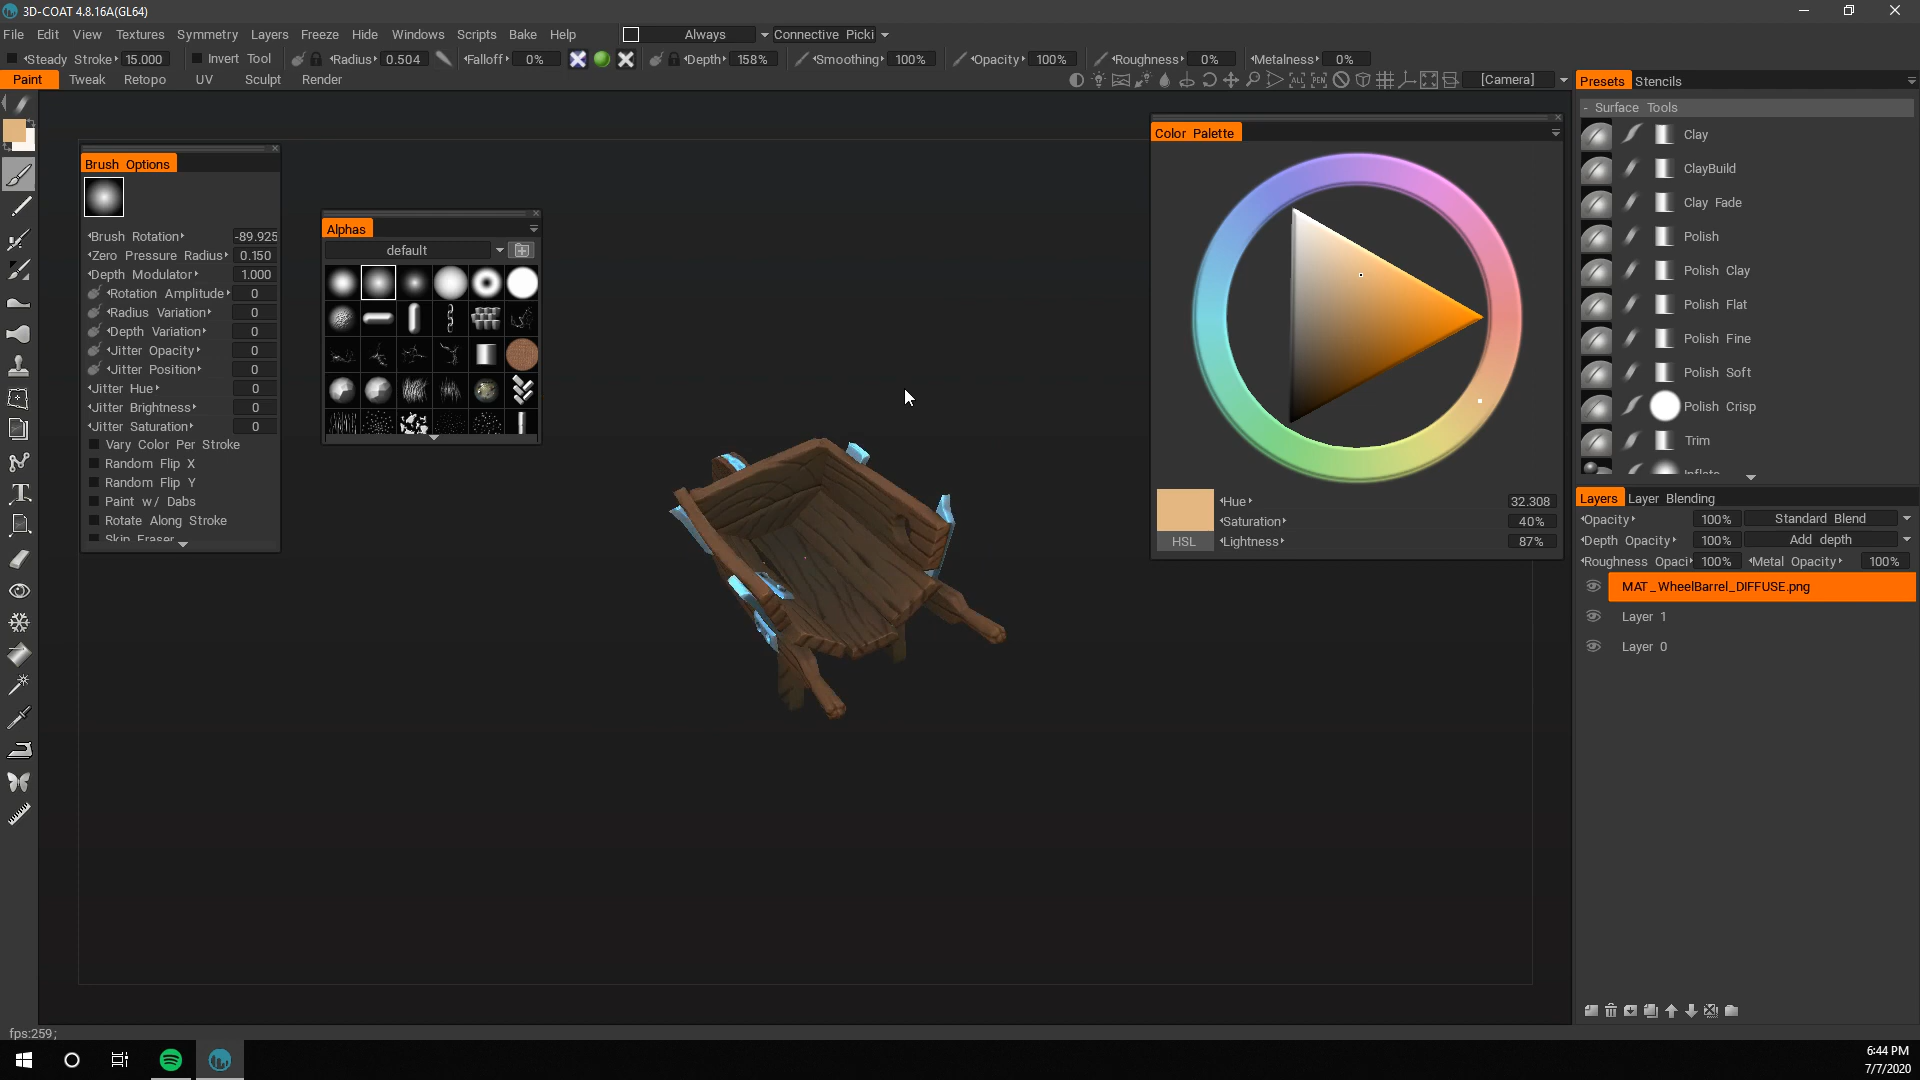 3D-COAT 4.8.16A(GL64)
File Edit View Textures Symmetry Layers Freeze Hide Windows Scripts Bake Help Always Connective Picki
Steady Stroke 15.000 Invert Tool Radius 0.504 Falloff 0% Depth 158% Smoothing 100% Opacity 100% Roughness 0% Metalness 0%
Paint Tweak Retopo UV Sculpt Render [Camera]
Presets Stencils
- Surface Tools
Clay
ClayBuild
Clay Fade
Polish
Polish Clay
Polish Flat
Polish Fine
Polish Soft
Polish Crisp
Trim
Brush Options
Brush Rotation -89.925
Zero Pressure Radius 0.150
Depth Modulator 1.000
Rotation Amplitude 0
Radius Variation 0
Depth Variation 0
Jitter Opacity 0
Jitter Position 0
Jitter Hue 0
Jitter Brightness 0
Jitter Saturation 0
Vary Color Per Stroke
Random Flip X
Random Flip Y
Paint w/ Dabs
Rotate Along Stroke
Skip Eraser
Alphas
default
Color Palette
Hue 32.308
Saturation 40%
HSL Lightness 87%
Layers Layer Blending
Opacity 100% Standard Blend
Depth Opacity 100% Add depth
Roughness Opaci 100% Metal Opacity 100%
MAT_WheelBarrel_DIFFUSE.png
Layer 1
Layer 0
fps:259;
6:44 PM
7/7/2020